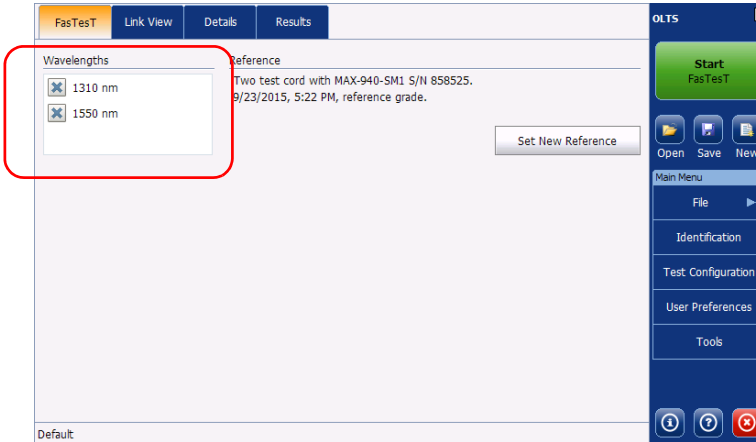 FasTesT Link View Details Results
Wavelengths
1310 nm
1550 nm
Reference
Two test cord with MAX-940-SM1 S/N 858525.
9/23/2015, 5:22 PM, reference grade.
Set New Reference
Default
OLTS
Start
FasTesT
Open Save New
Main Menu
File
Identification
Test Configuration
User Preferences
Tools